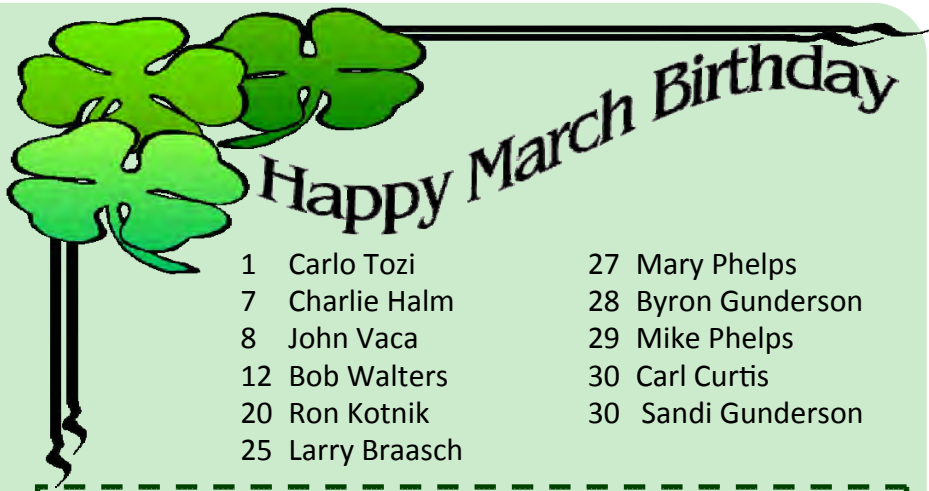 Happy March Birthday
1 Carlo Tozi
7 Charlie Halm
8 John Vaca
12 Bob Walters
20 Ron Kotnik
25 Larry Braasch
27 Mary Phelps
28 Byron Gunderson
29 Mike Phelps
30 Carl Curtis
30 Sandi Gunderson